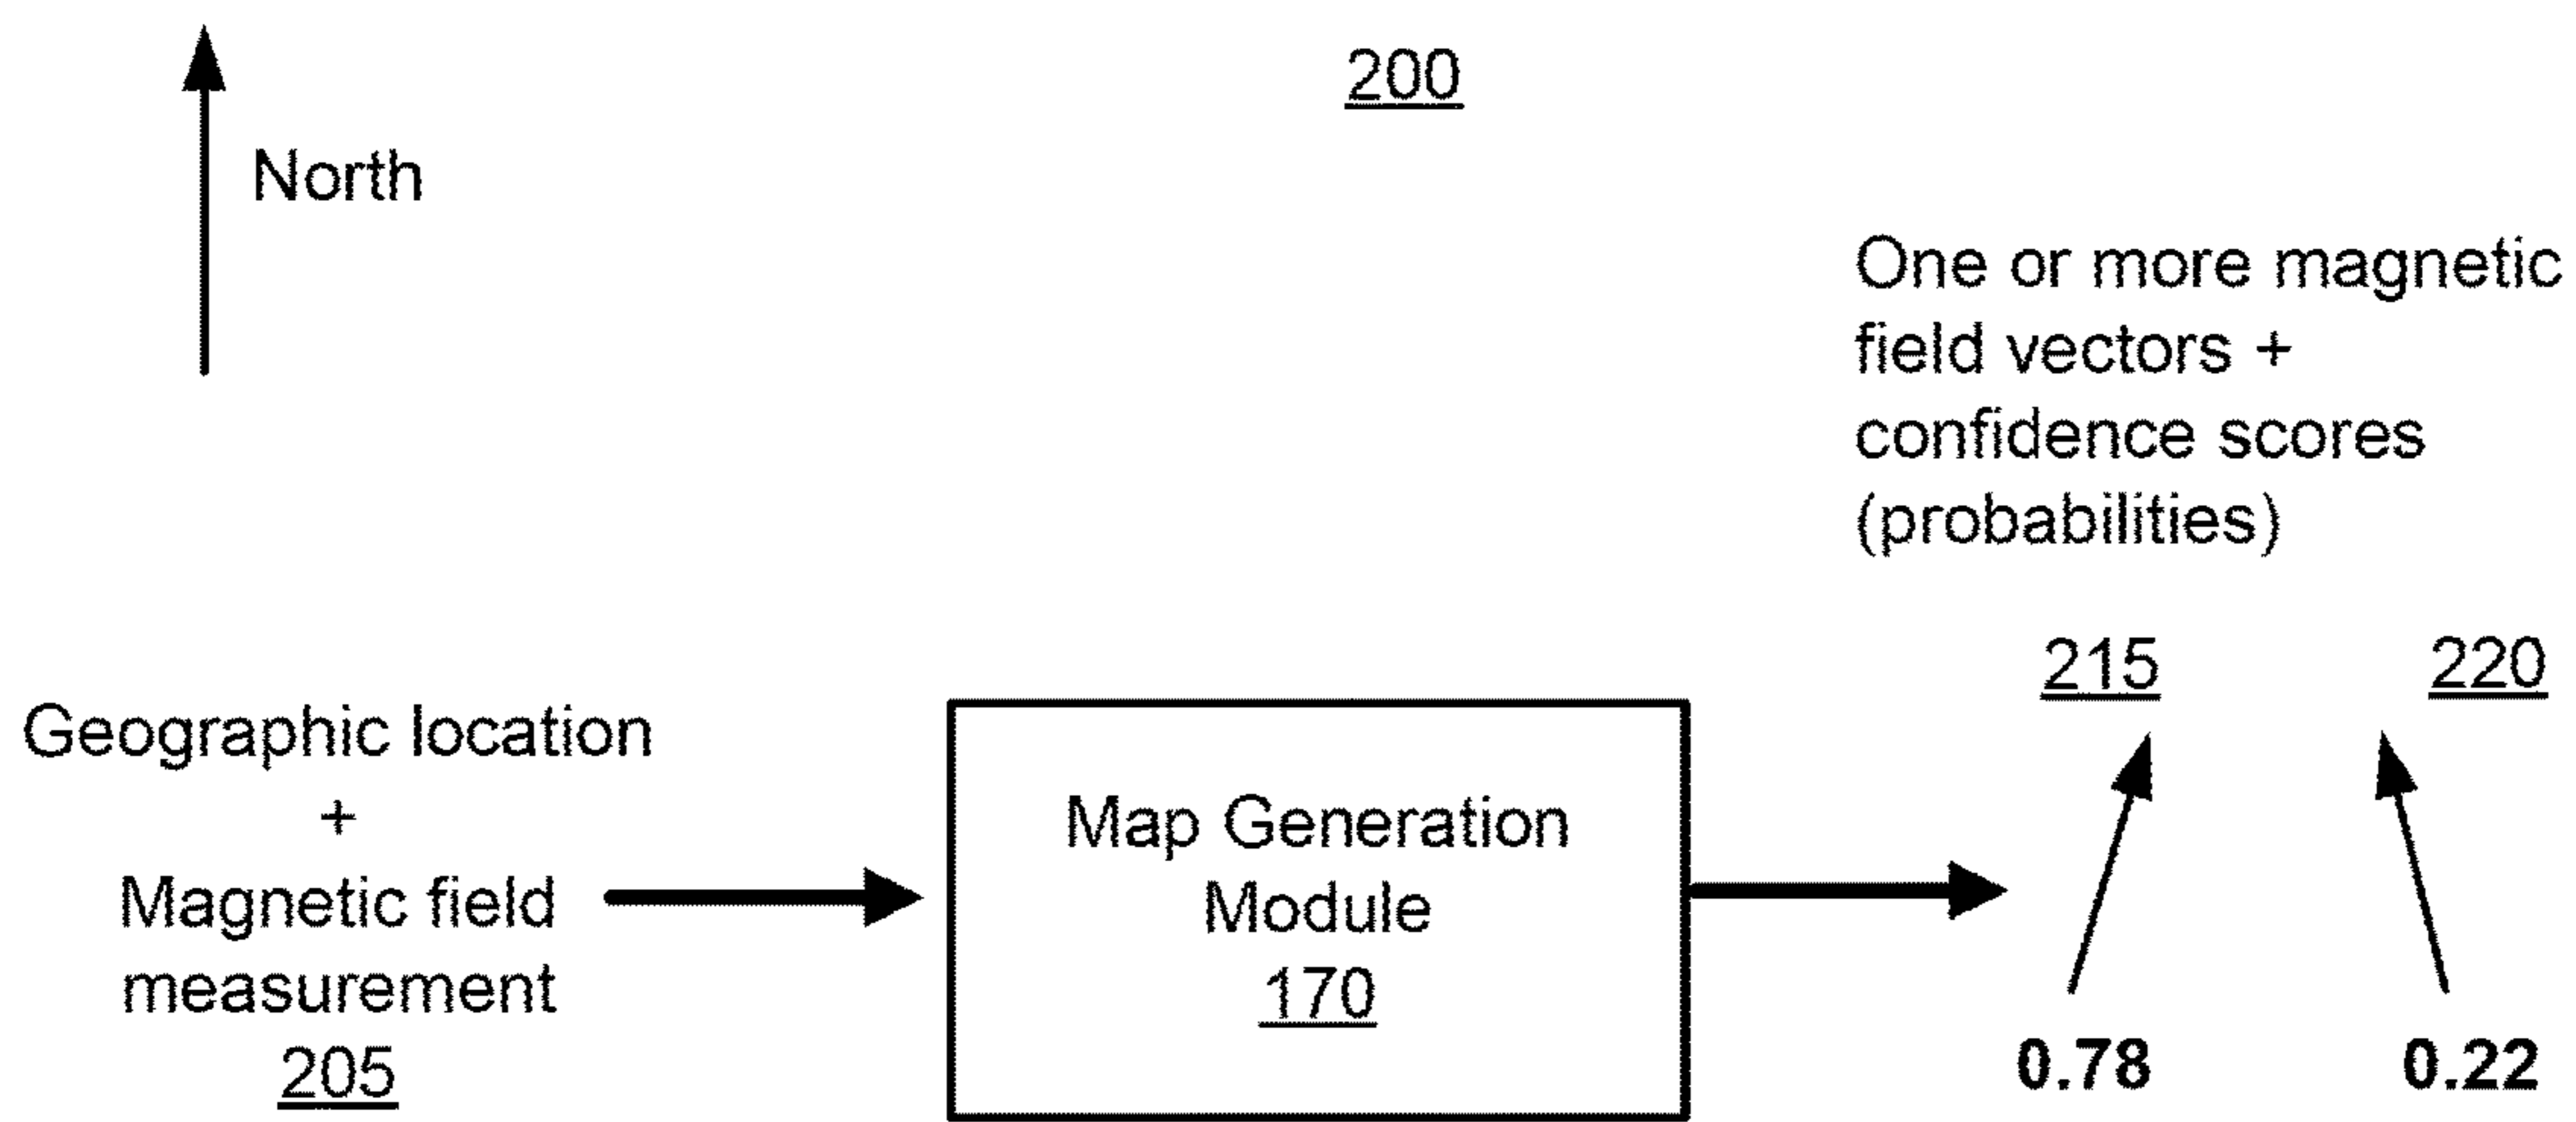 200
North
One or more magnetic
field vectors +
confidence scores
(probabilities)
215
220
Geographic location
+
Magnetic field
measurement
205
Map Generation
Module
170
0.78
0.22